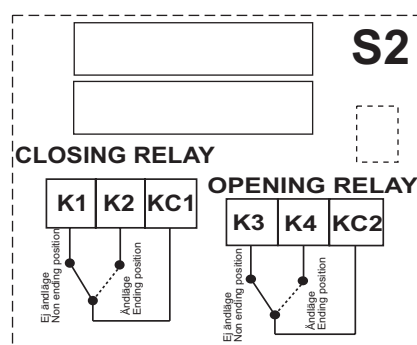 S2
CLOSING RELAY
K1 K2 KC1
Ej ändläge
Non ending position
Ändläge
Ending position
OPENING RELAY
K3 K4 KC2
Ej ändläge
Non ending position
Ändläge
Ending position